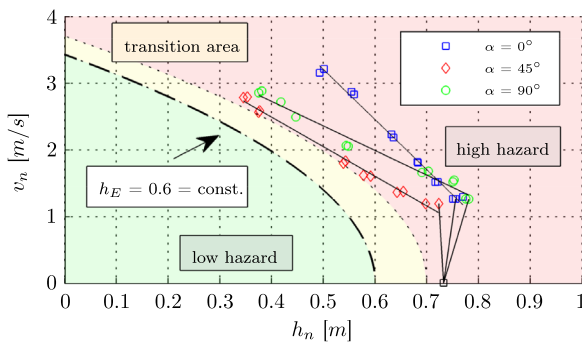 4
3
2
1
0
v_n [m/s]
transition area
α = 0°
α = 45°
α = 90°
high hazard
h_E = 0.6 = const.
low hazard
0 0.1 0.2 0.3 0.4 0.5 0.6 0.7 0.8 0.9 1
h_n [m]